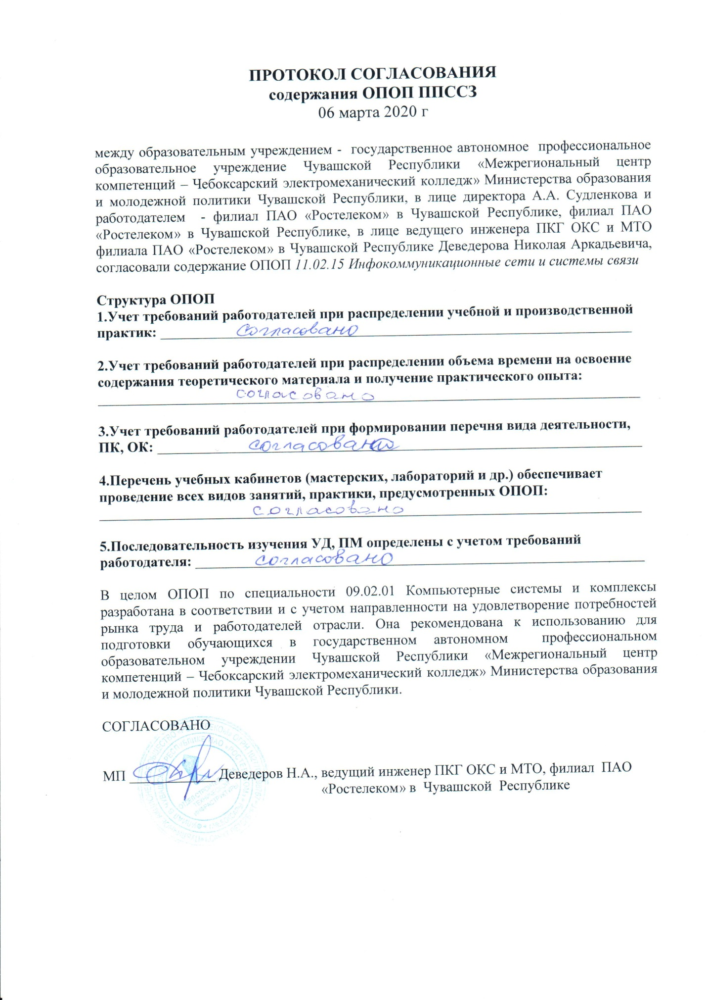 ПРОТОКОЛ СОГЛАСОВАНИЯ
содержания ОПОП ППССЗ
06 марта 2020 г
между образовательным учреждением - государственное автономное профессиональное
образовательное учреждение Чувашской Республики «Межрегиональный центр
компетенций – Чебоксарский электромеханический колледж» Министерства образования
и молодежной политики Чувашской Республики, в лице директора А.А. Судленкова и
работодателем - филиал ПАО «Ростелеком» в Чувашской Республике, филиал ПАО
«Ростелеком» в Чувашской Республике, в лице ведущего инженера ПКГ ОКС и МТО
филиала ПАО «Ростелеком» в Чувашской Республике Деведерова Николая Аркадьевича,
согласовали содержание ОПОП 11.02.15 Инфокоммуникационные сети и системы связи
Структура ОПОП
1.Учет требований работодателей при распределении учебной и производственной
практик: Согласовано
2.Учет требований работодателей при распределении объема времени на освоение
содержания теоретического материала и получение практического опыта:
согласовано
3.Учет требований работодателей при формировании перечня вида деятельности,
ПК, ОК: согласовано
4.Перечень учебных кабинетов (мастерских, лабораторий и др.) обеспечивает
проведение всех видов занятий, практики, предусмотренных ОПОП:
согласовано
5.Последовательность изучения УД, ПМ определены с учетом требований
работодателя: согласовано
В целом ОПОП по специальности 09.02.01 Компьютерные системы и комплексы
разработана в соответствии и с учетом направленности на удовлетворение потребностей
рынка труда и работодателей отрасли. Она рекомендована к использованию для
подготовки обучающихся в государственном автономном профессиональном
образовательном учреждении Чувашской Республики «Межрегиональный центр
компетенций – Чебоксарский электромеханический колледж» Министерства образования
и молодежной политики Чувашской Республики.
СОГЛАСОВАНО
МП Деведеров Н.А., ведущий инженер ПКГ ОКС и МТО, филиал ПАО
«Ростелеком» в Чувашской Республике